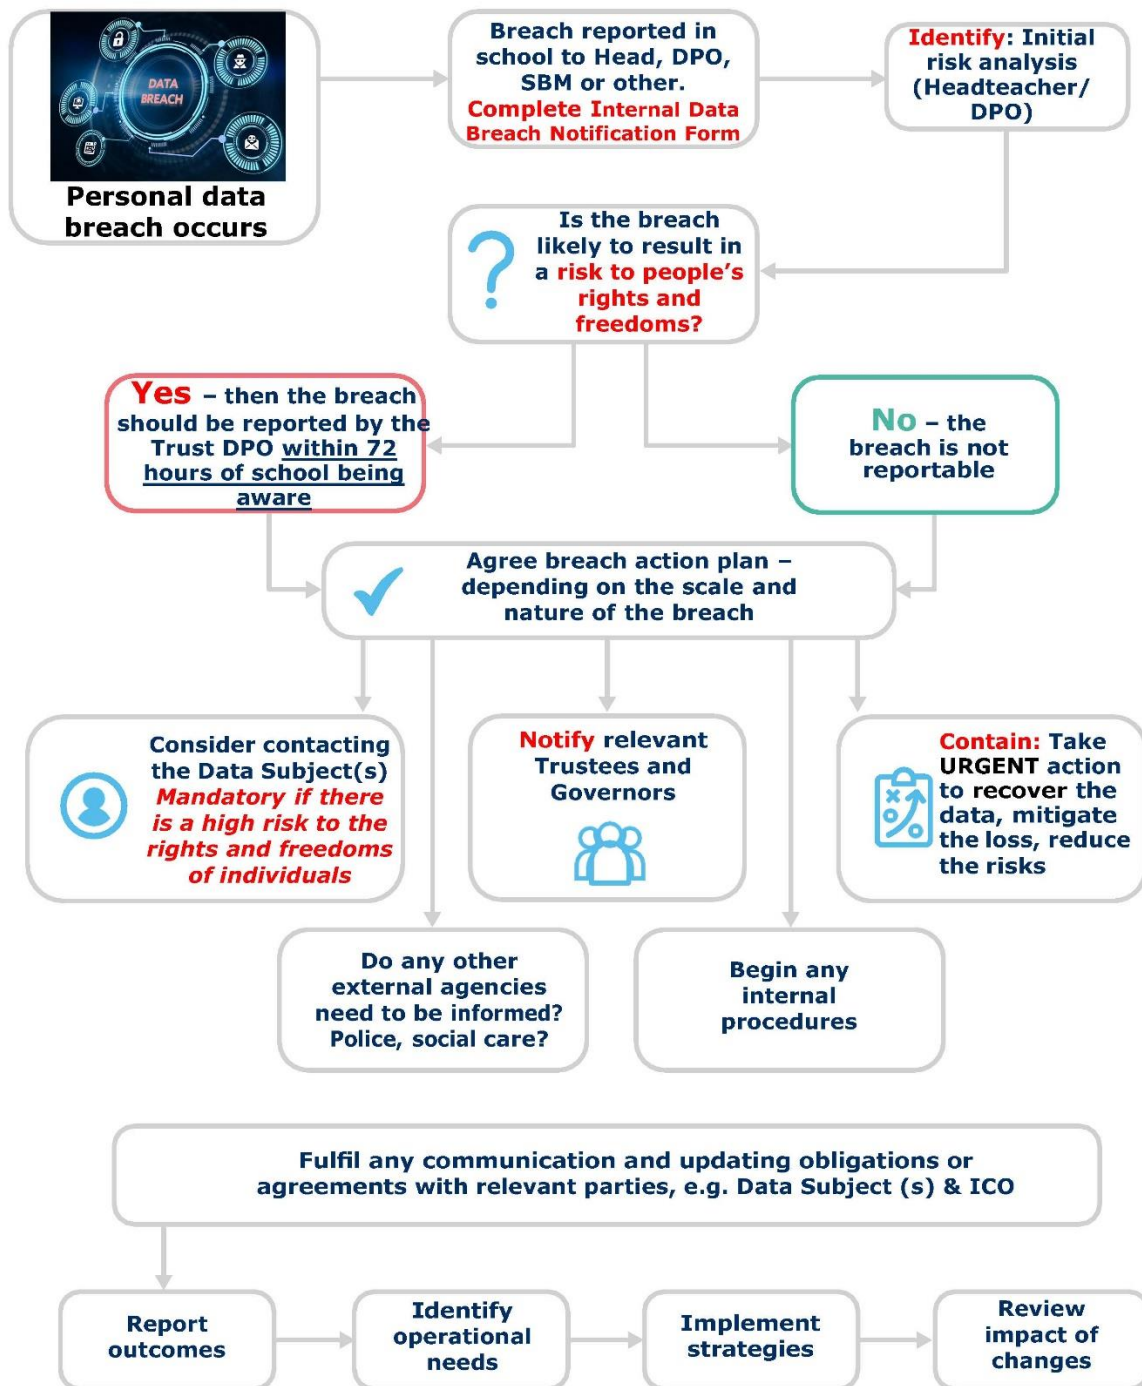 DATA
BREACH
Personal data
breach occurs
Breach reported in
school to Head, DPO,
SBM or other.
Complete Internal Data
Breach Notification Form
Identify: Initial
risk analysis
(Headteacher/
DPO)
Is the breach
likely to result in
a risk to people’s
rights and
freedoms?
Yes – then the breach
should be reported by the
Trust DPO within 72
hours of school being
aware
No – the
breach is not
reportable
Agree breach action plan –
depending on the scale and
nature of the breach
Consider contacting
the Data Subject(s)
Mandatory if there
is a high risk to the
rights and freedoms
of individuals
Notify relevant
Trustees and
Governors
Contain: Take
URGENT action
to recover the
data, mitigate
the loss, reduce
the risks
Do any other
external agencies
need to be informed?
Police, social care?
Begin any
internal
procedures
Fulfil any communication and updating obligations or
agreements with relevant parties, e.g. Data Subject (s) & ICO
Report
outcomes
Identify
operational
needs
Implement
strategies
Review
impact of
changes